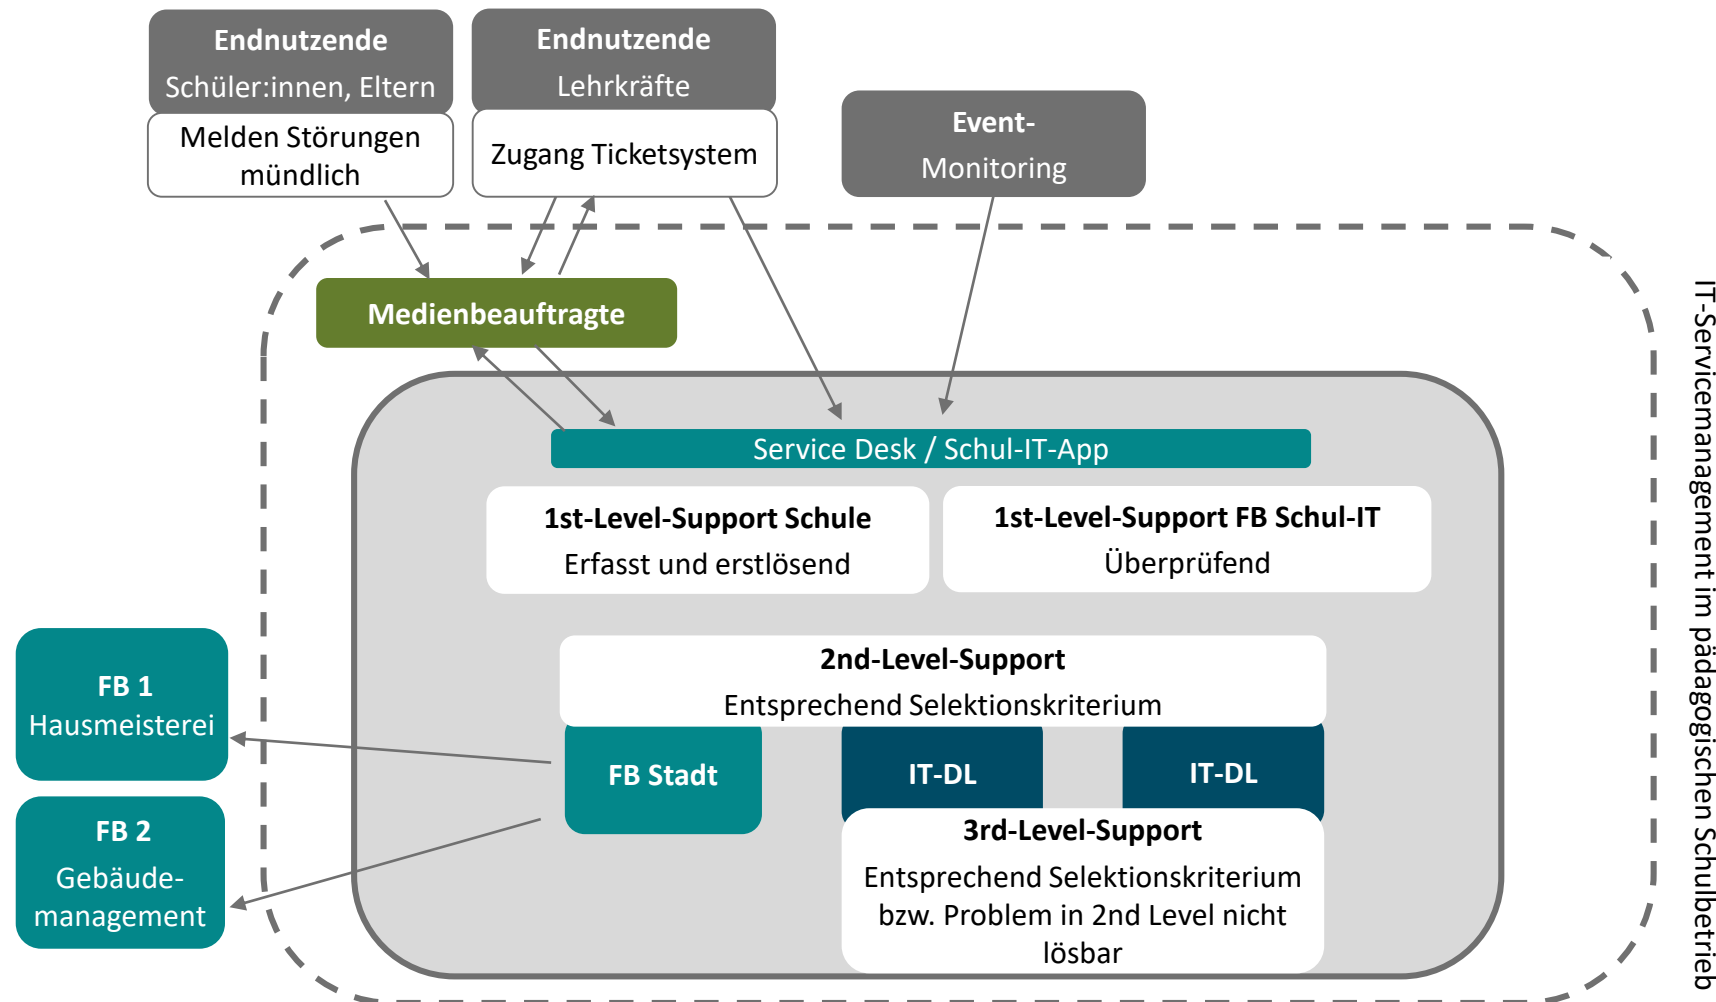 Endnutzende
Schüler:innen, Eltern
Melden Störungen
mündlich
Endnutzende
Lehrkräfte
Zugang Ticketsystem
Event-
Monitoring
Medienbeauftragte
Service Desk / Schul-IT-App
1st-Level-Support Schule
Erfasst und erstlösend
1st-Level-Support FB Schul-IT
Überprüfend
2nd-Level-Support
Entsprechend Selektionskriterium
FB Stadt
IT-DL
IT-DL
3rd-Level-Support
Entsprechend Selektionskriterium
bzw. Problem in 2nd Level nicht
lösbar
FB 1
Hausmeisterei
FB 2
Gebäude-
management
IT-Servicemanagement im pädagogischen Schulbetrieb